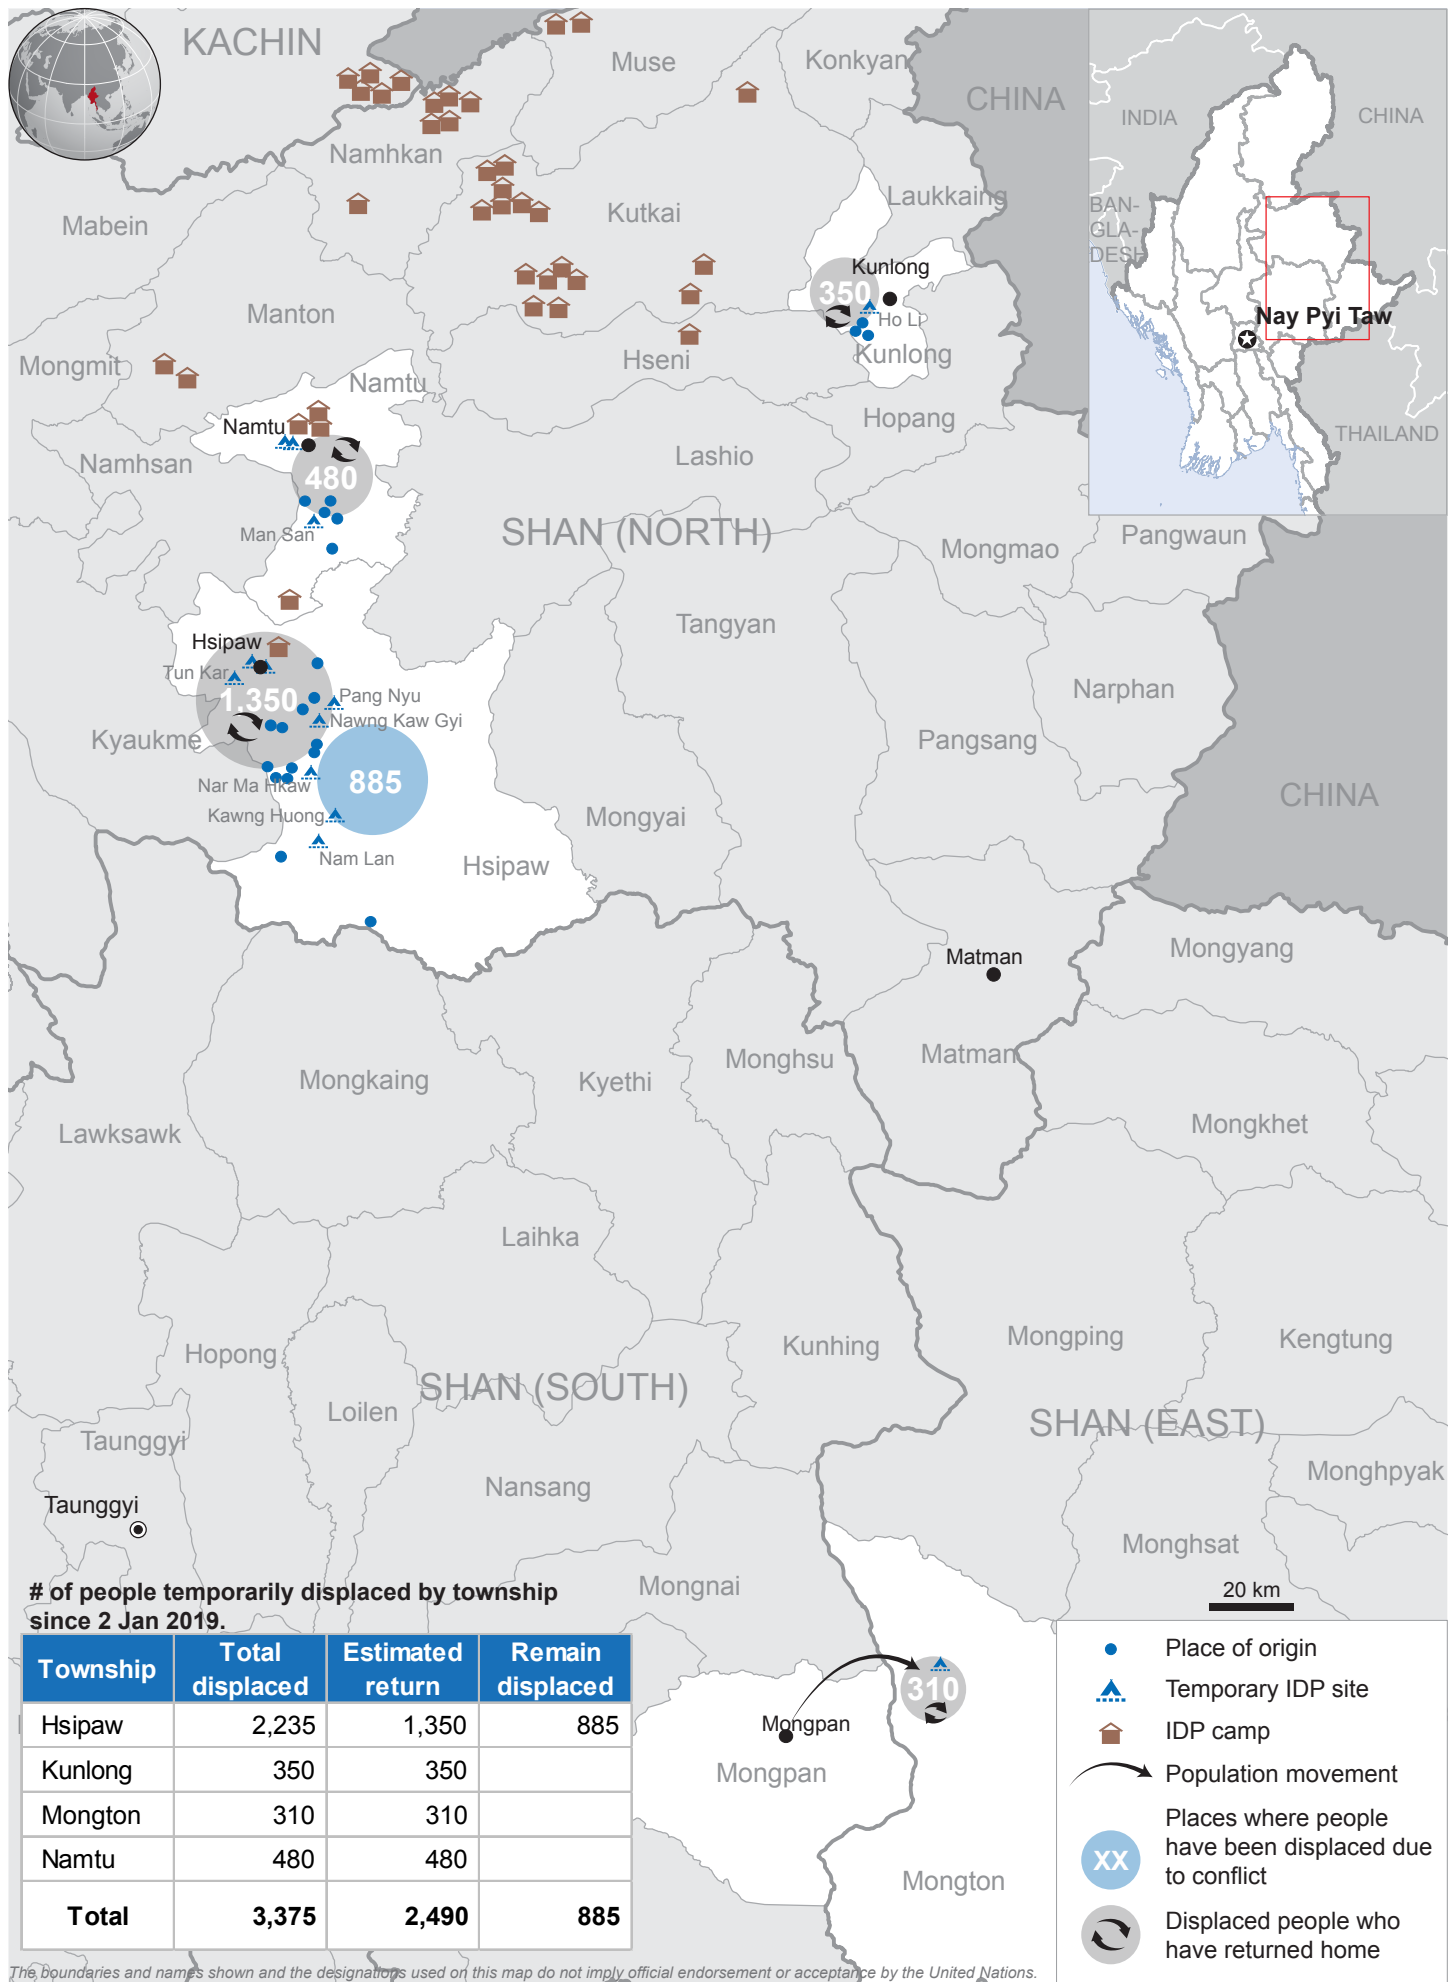 KACHIN
Muse
Konkyan
CHINA
INDIA
CHINA
Namhkan
Laukkaing
BAN-
GLA-
DESH
Mabein
Kutkai
Kunlong
350
Ho Li
Nay Pyi Taw
Manton
Kunlong
Mongmit
Hseni
Namtu
Hopang
Namtu
THAILAND
Namhsan
Lashio
480
Man San
SHAN (NORTH)
Mongmao
Pangwaun
Tangyan
Hsipaw
Tun Kar
1,350
Pang Nyu
Narphan
Nawng Kaw Gyi
Kyaukme
Pangsang
885
Nar Ma Hkaw
CHINA
Kawng Huong
Mongyai
Nam Lan
Hsipaw
Mongyang
Matman
Monghsu
Matman
Mongkaing
Kyethi
Lawksawk
Mongkhet
Laihka
Kunhing
Mongping
Kengtung
Hopong
SHAN (SOUTH)
Loilen
SHAN (EAST)
Taunggyi
Monghpyak
Nansang
Taunggyi
Monghsat
Mongnai
20 km
# of people temporarily displaced by township
since 2 Jan 2019.
Township Total displaced Estimated return Remain displaced
Hsipaw 2,235 1,350 885
Kunlong 350 350
Mongton 310 310
Namtu 480 480
Total 3,375 2,490 885
310
Mongpan
Mongpan
Mongton
Place of origin
Temporary IDP site
IDP camp
Population movement
XX
Places where people
have been displaced due
to conflict
Displaced people who
have returned home
The boundaries and names shown and the designations used on this map do not imply official endorsement or acceptance by the United Nations.